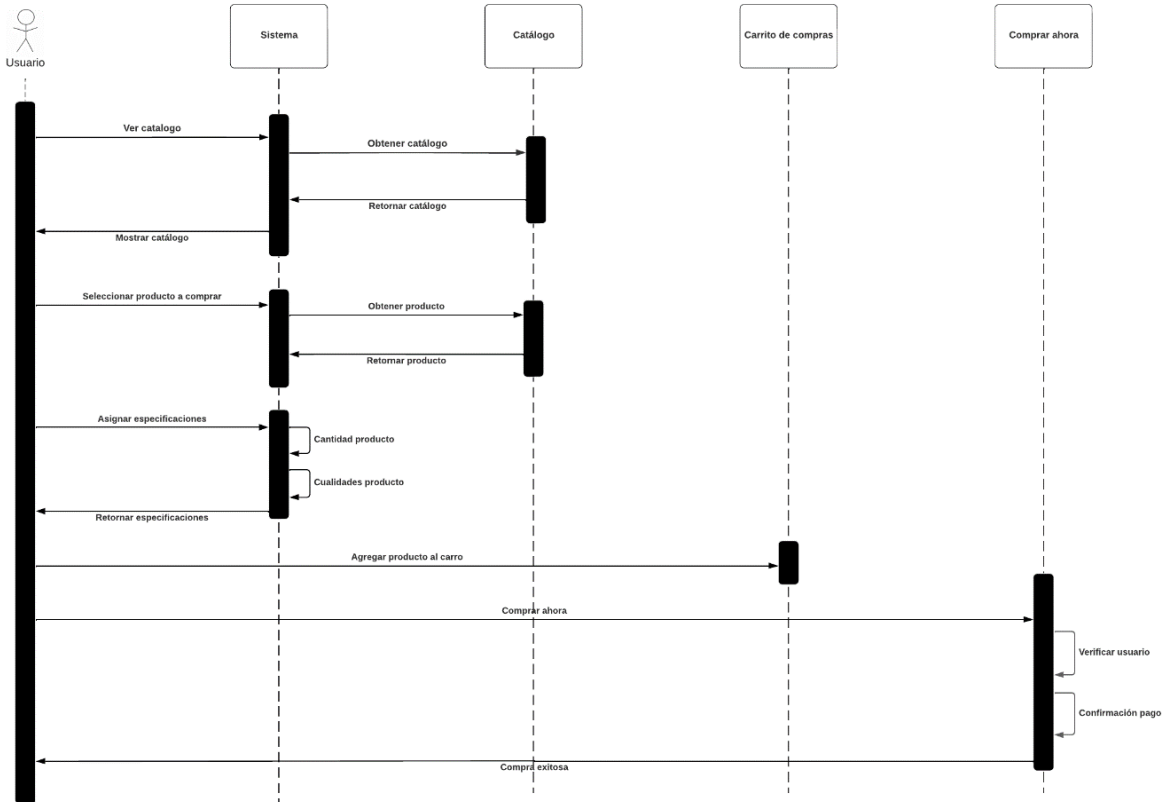 Usuario
Sistema
Catálogo
Carrito de compras
Comprar ahora
Ver catalogo
Obtener catálogo
Retornar catálogo
Mostrar catálogo
Seleccionar producto a comprar
Obtener producto
Retornar producto
Asignar especificaciones
Cantidad producto
Cualidades producto
Retornar especificaciones
Agregar producto al carro
Comprar ahora
Verificar usuario
Confirmación pago
Compra exitosa